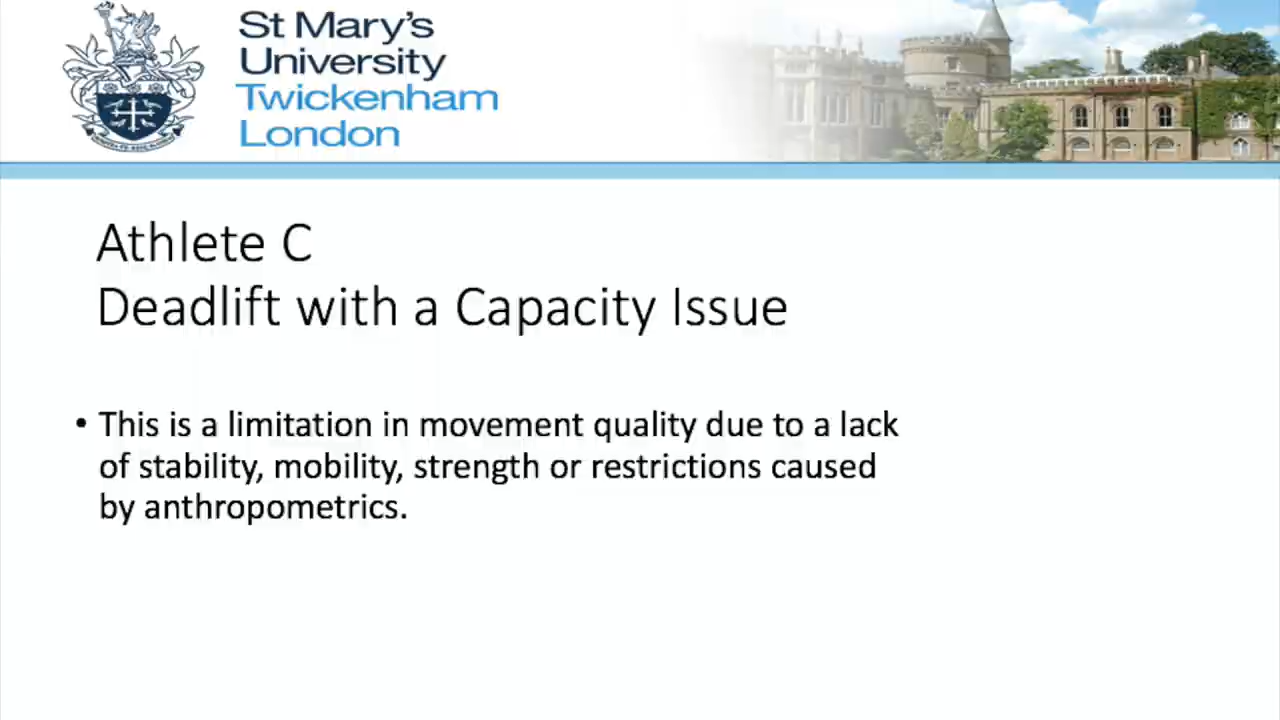 St Mary's
University
Twickenham
London
Athlete C
Deadlift with a Capacity Issue
• This is a limitation in movement quality due to a lack
of stability, mobility, strength or restrictions caused
by anthropometrics.